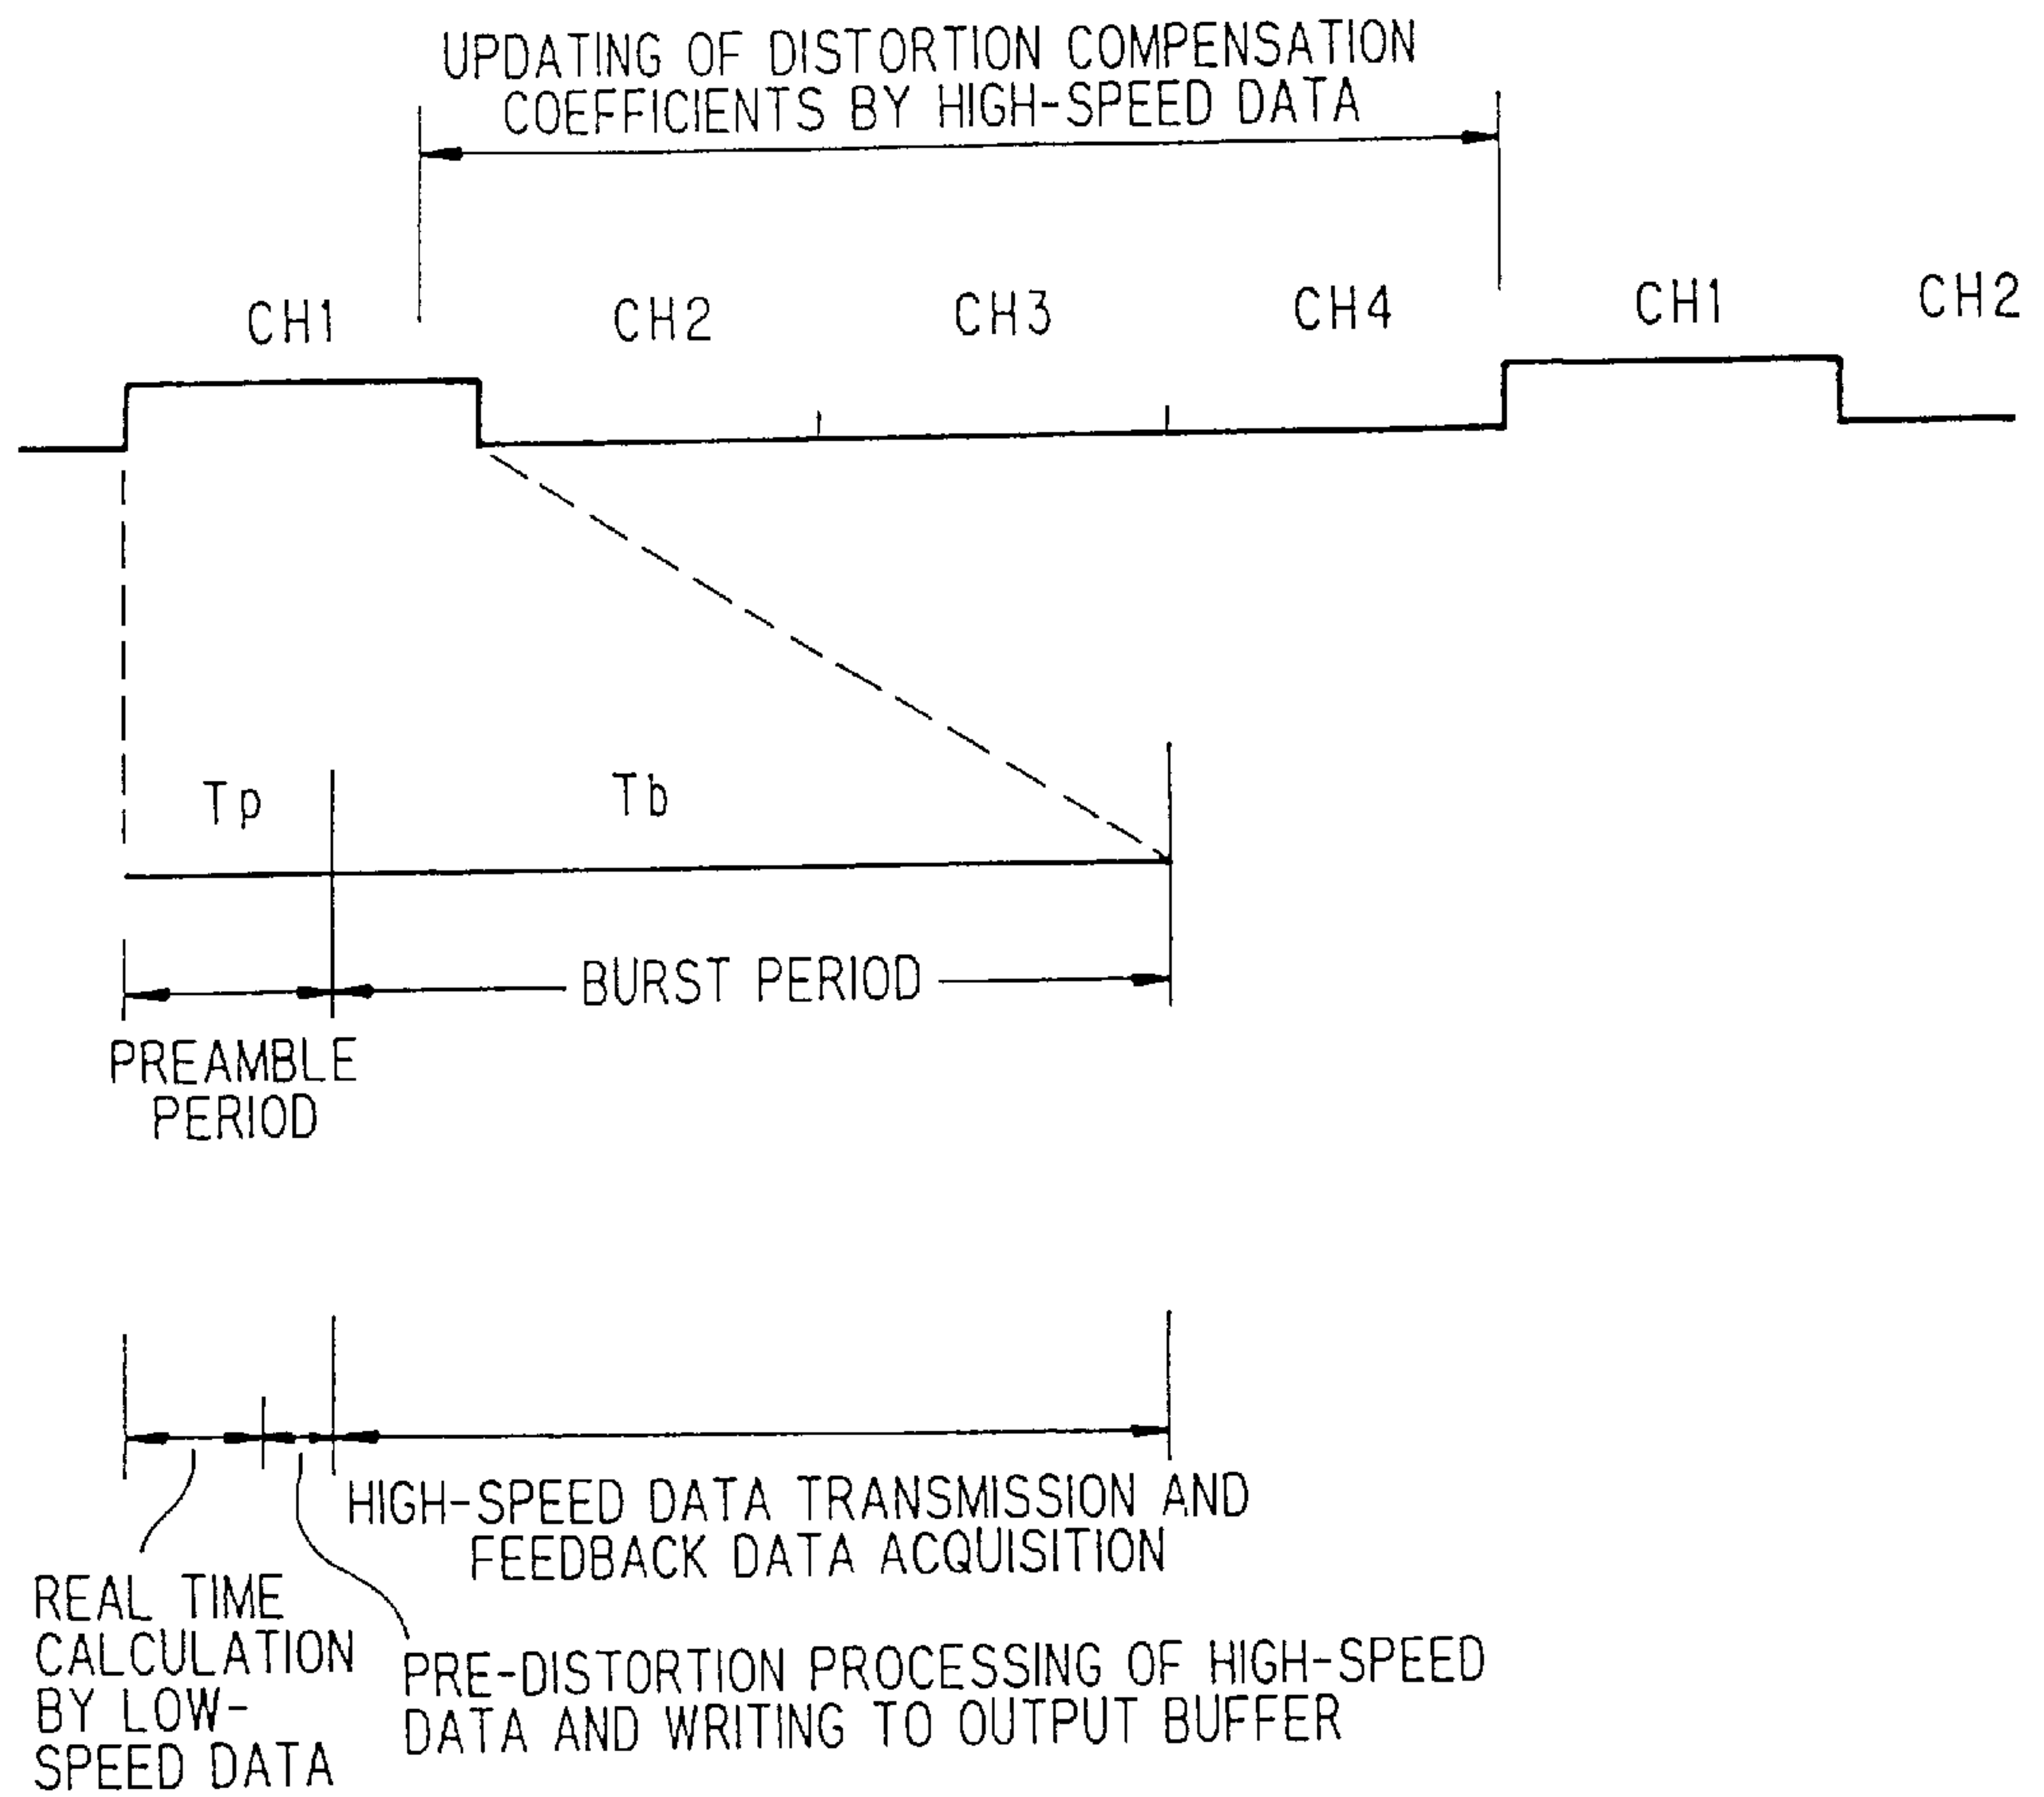 UPDATING OF DISTORTION COMPENSATION
COEFFICIENTS BY HIGH-SPEED DATA
CH1 CH2 CH3 CH4 CH1 CH2
Tp Tb
BURST PERIOD
PREAMBLE
PERIOD
HIGH-SPEED DATA TRANSMISSION AND
FEEDBACK DATA ACQUISITION
REAL TIME
CALCULATION
BY LOW-
SPEED DATA
PRE-DISTORTION PROCESSING OF HIGH-SPEED
DATA AND WRITING TO OUTPUT BUFFER